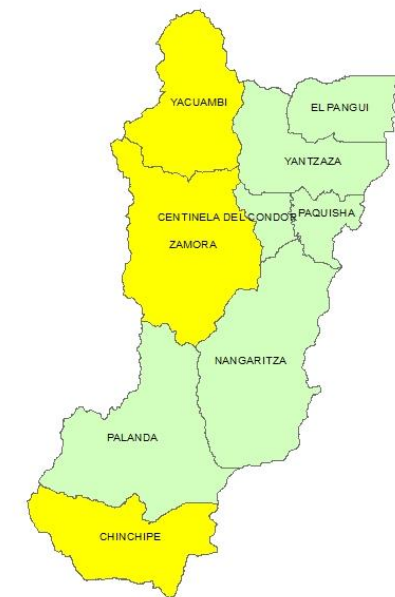 YACUAMBI
EL PANGUI
YANTZAZA
CENTINELA DEL CONDOR
PAQUISHA
ZAMORA
NANGARITZA
PALANDA
CHINCHIPE